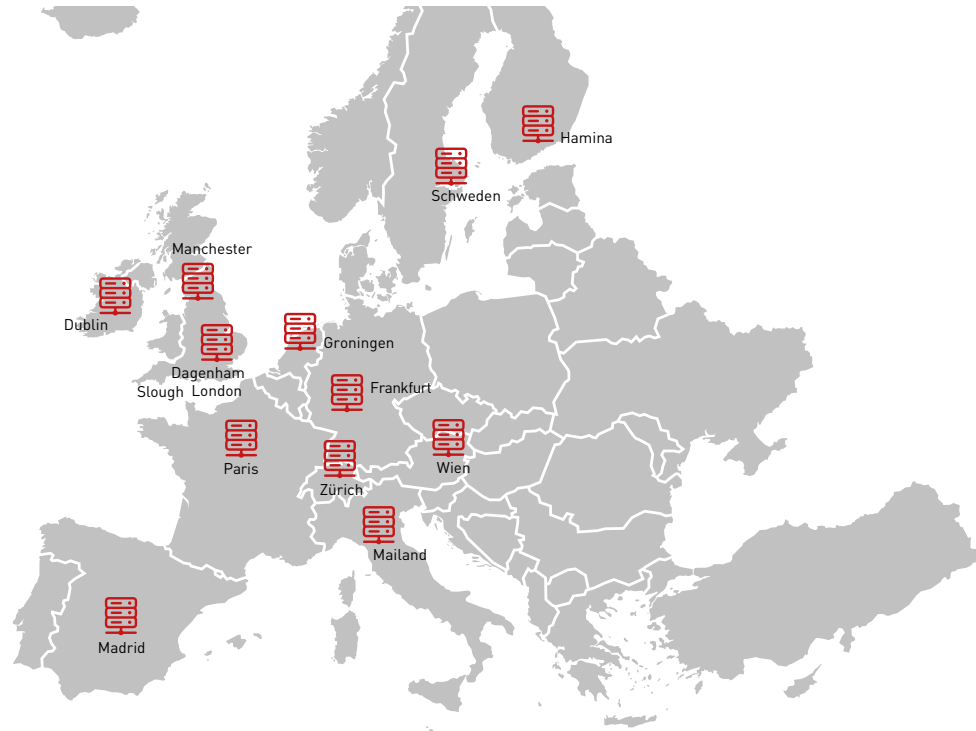 Hamina
Schweden
Manchester
Dublin
Groningen
Dagenham
Slough London
Frankfurt
Paris
Wien
Zürich
Mailand
Madrid